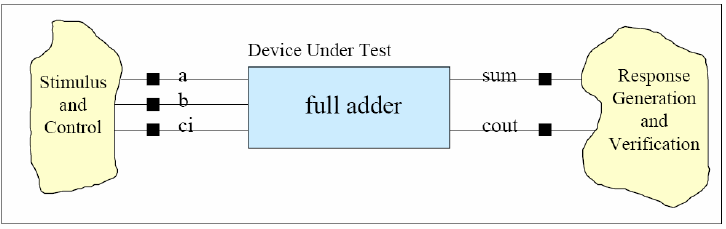 Device Under Test
Stimulus
and
Control
a
b
ci
full adder
sum
cout
Response
Generation
and
Verification